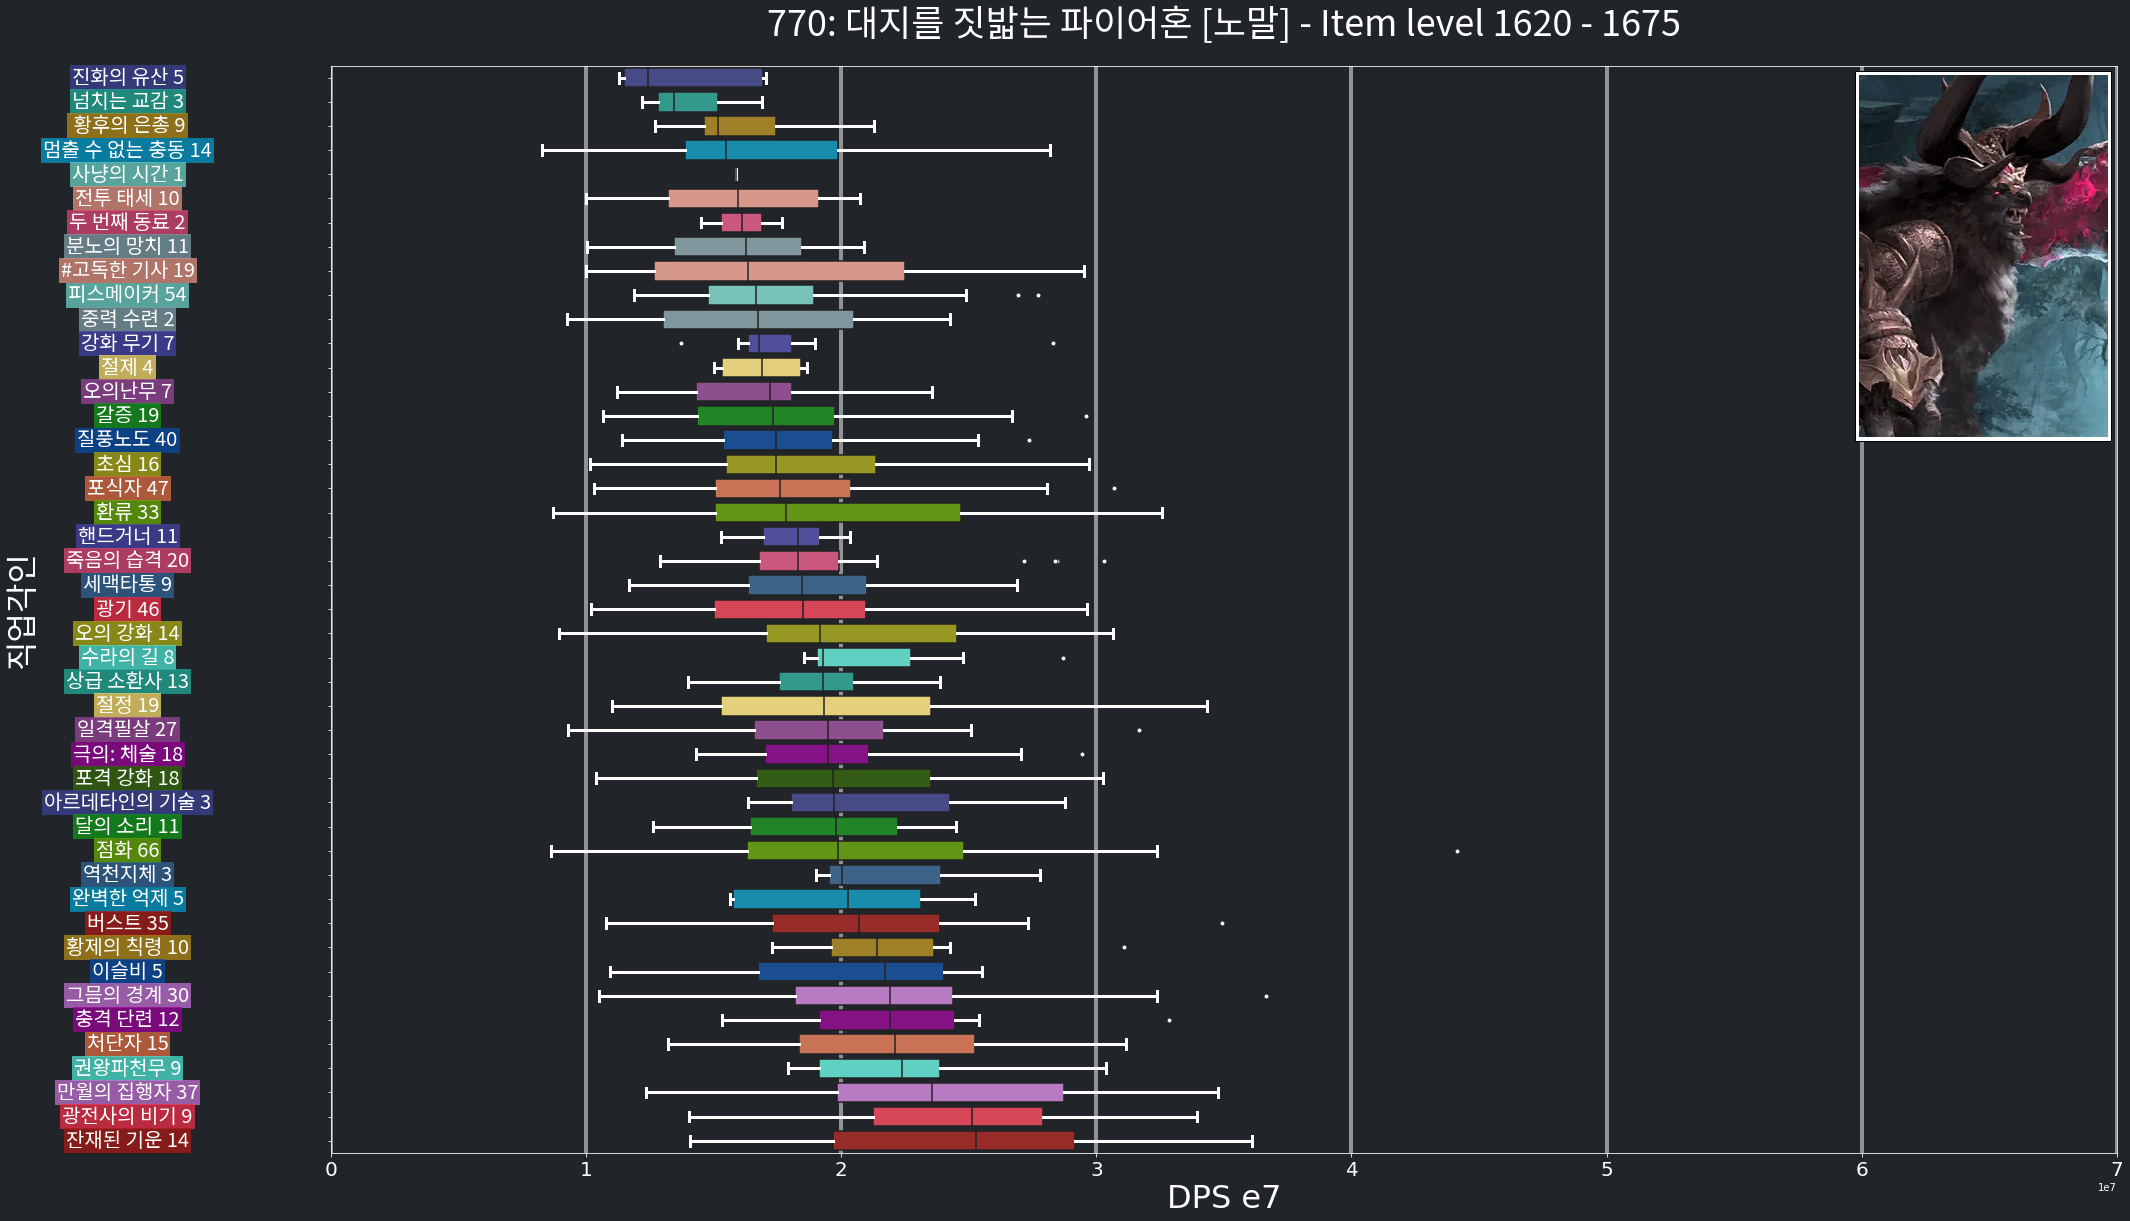 770: 대지를 짓밟는 파이어혼 [노말] - Item level 1620 - 1675
직업각인
진화의 유산 5
넘치는 교감 3
황후의 은총 9
멈출 수 없는 충동 14
사냥의 시간 1
전투 태세 10
두 번째 동료 2
분노의 망치 11
#고독한 기사 19
피스메이커 54
중력 수련 2
강화 무기 7
절제 4
오의난무 7
갈증 19
질풍노도 40
초심 16
포식자 47
환류 33
핸드거너 11
죽음의 습격 20
세맥타통 9
광기 46
오의 강화 14
수라의 길 8
상급 소환사 13
절정 19
일격필살 27
극의: 체술 18
포격 강화 18
아르데타인의 기술 3
달의 소리 11
점화 66
역천지체 3
완벽한 억제 5
버스트 35
황제의 칙령 10
이슬비 5
그믐의 경계 30
충격 단련 12
처단자 15
권왕파천무 9
만월의 집행자 37
광전사의 비기 9
잔재된 기운 14
0 1 2 3 4 5 6 7
1e7
DPS e7